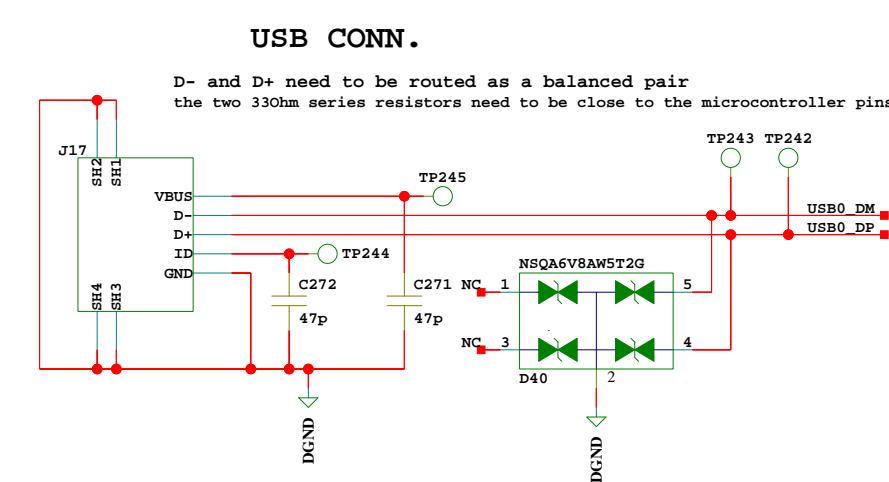 USB CONN.
D- and D+ need to be routed as a balanced pair
the two 33Ohm series resistors need to be close to the microcontroller pins
TP243 TP242
J17
SH2
SH1
TP245
VBUS
D-
D+
ID
GND
USB0_DM
USB0_DP
TP244
NSQA6V8AW5T2G
SH4
SH3
C272
47p
C271
47p
NC 1
5
NC 3
4
D40
2
DGND
DGND